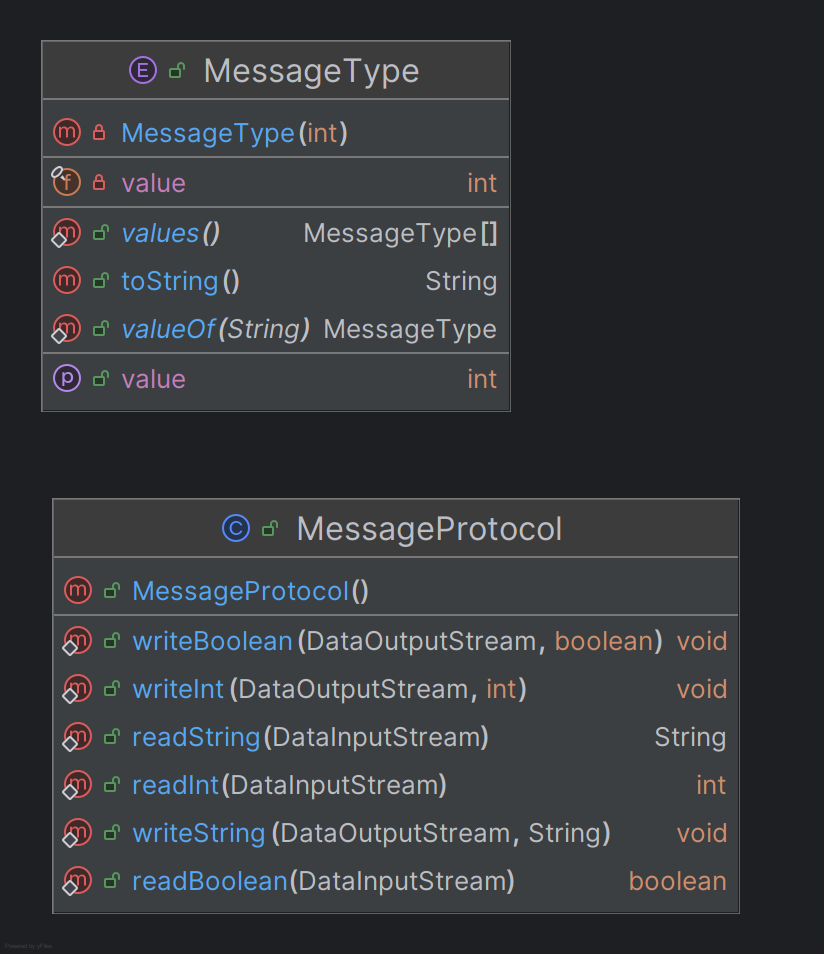 E MessageType
m MessageType(int)
f value int
m values() MessageType[]
m toString() String
m valueOf(String) MessageType
p value int
C MessageProtocol
m MessageProtocol()
m writeBoolean(DataOutputStream, boolean) void
m writeInt(DataOutputStream, int) void
m readString(DataInputStream) String
m readInt(DataInputStream) int
m writeString(DataOutputStream, String) void
m readBoolean(DataInputStream) boolean
Powered by yFiles